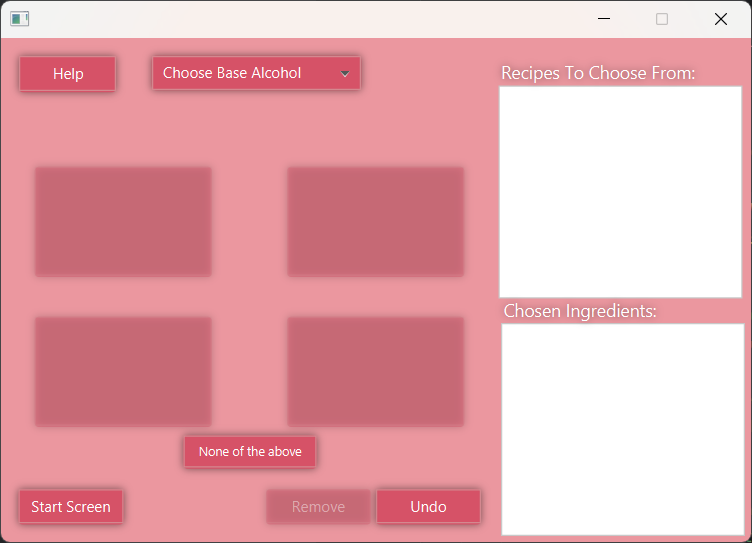 Help
Choose Base Alcohol
Recipes To Choose From:
Chosen Ingredients:
None of the above
Start Screen
Remove
Undo